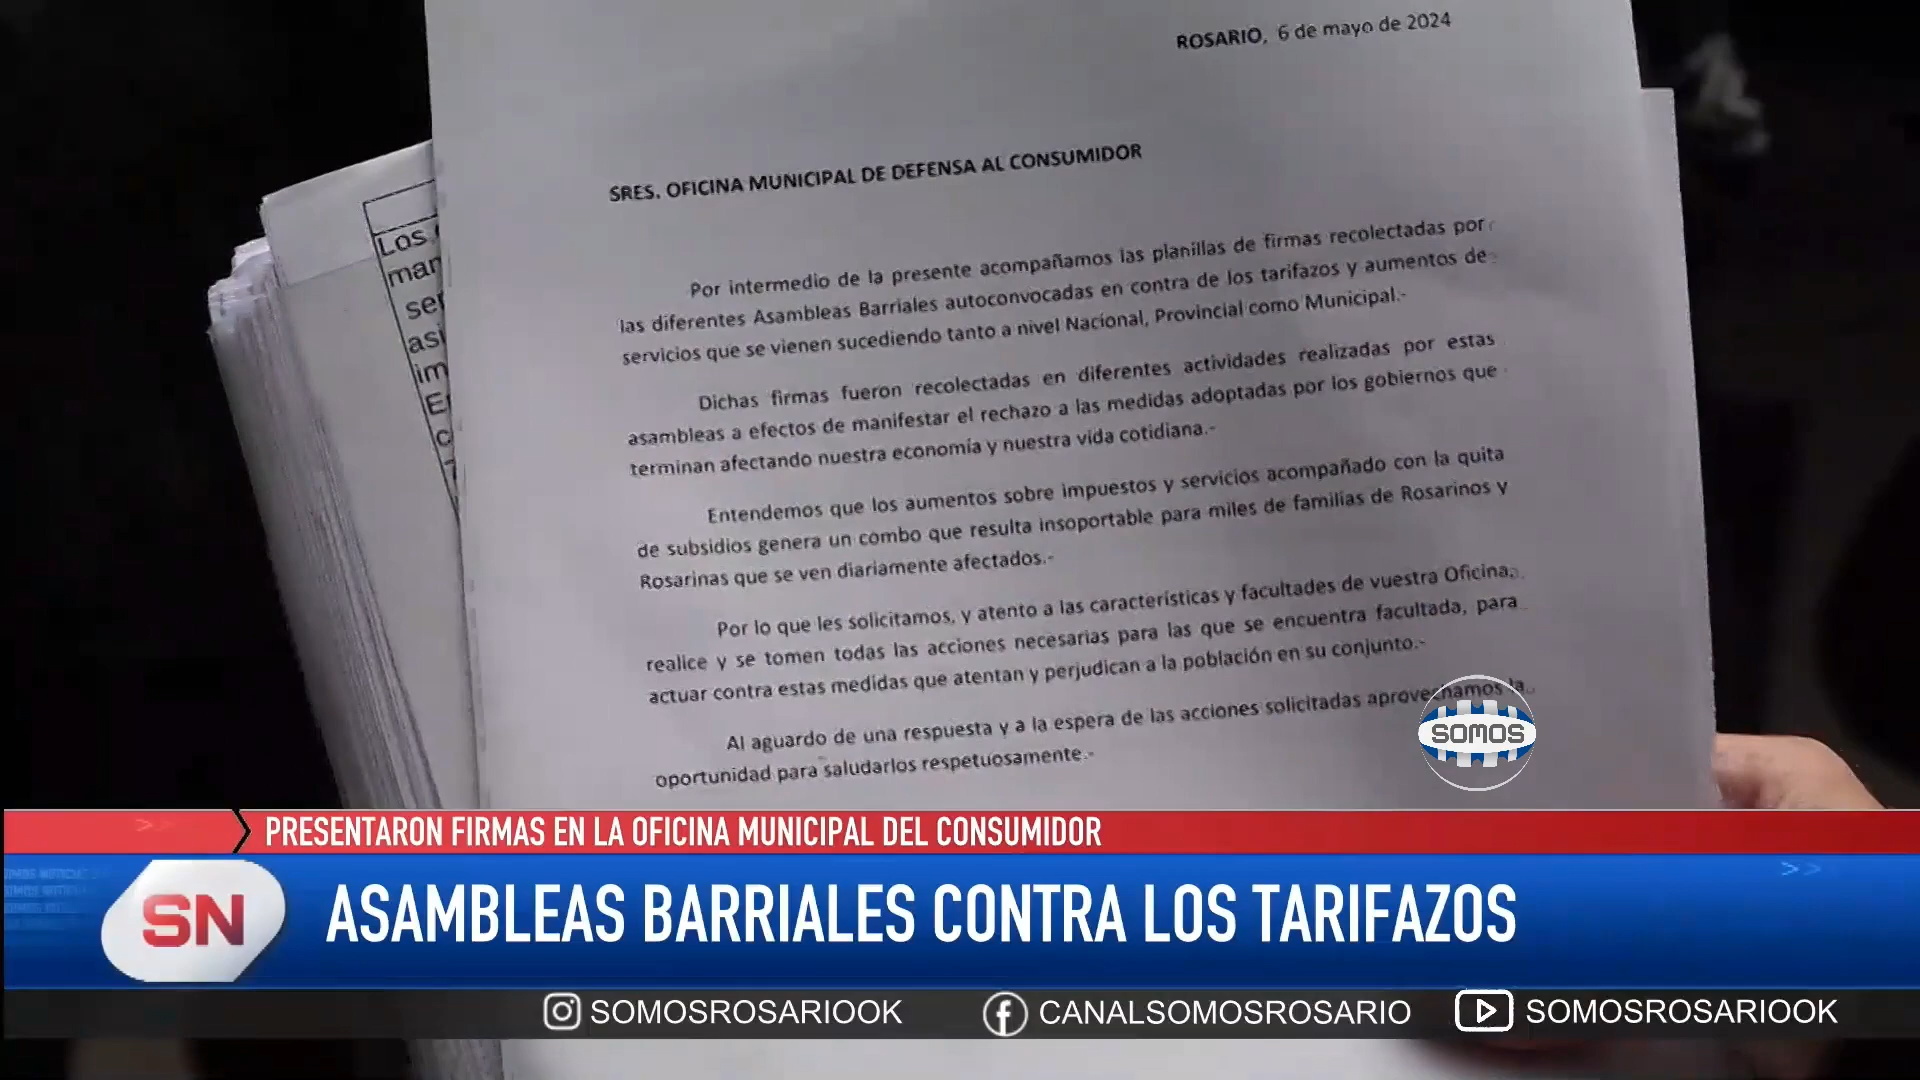 ROSARIO, 6 de mayo de 2024
SRES. OFICINA MUNICIPAL DE DEFENSA AL CONSUMIDOR
Por intermedio de la presente acompañamos las planillas de firmas recolectadas por
las diferentes Asambleas Barriales autoconvocadas en contra de los tarifazos y aumentos de
servicios que se vienen sucediendo tanto a nivel Nacional, Provincial como Municipal.-
Dichas firmas fueron recolectadas en diferentes actividades realizadas por estas
asambleas a efectos de manifestar el rechazo a las medidas adoptadas por los gobiernos que
terminan afectando nuestra economía y nuestra vida cotidiana.-
Entendemos que los aumentos sobre impuestos y servicios acompañado con la quita
de subsidios genera un combo que resulta insoportable para miles de familias de Rosarinos y
Rosarinas que se ven diariamente afectados.-
Por lo que les solicitamos, y atento a las características y facultades de vuestra Oficina,
realice y se tomen todas las acciones necesarias para las que se encuentra facultada, para
actuar contra estas medidas que atentan y perjudican a la población en su conjunto.-
Al aguardo de una respuesta y a la espera de las acciones solicitadas aprovechamos la
oportunidad para saludarlos respetuosamente.-
Los
SOMOS
PRESENTARON FIRMAS EN LA OFICINA MUNICIPAL DEL CONSUMIDOR
SN
ASAMBLEAS BARRIALES CONTRA LOS TARIFAZOS
SOMOSROSARIOOK CANALSOMOSROSARIO SOMOSROSARIOOK